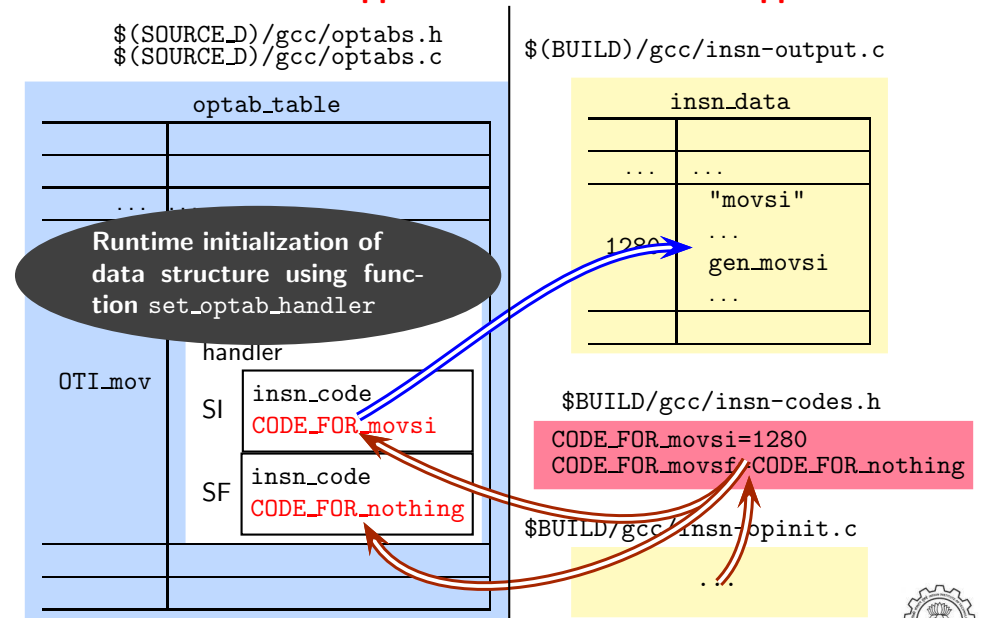 $(SOURCE_D)/gcc/optabs.h
$(SOURCE_D)/gcc/optabs.c
optab_table
... ...
Runtime initialization of
data structure using func-
tion set_optab_handler
handler
OTI_mov
SI
insn_code
CODE_FOR_movsi
SF
insn_code
CODE_FOR_nothing
$(BUILD)/gcc/insn-output.c
insn_data
... ...
"movsi"
...
1280
gen_movsi
...
$BUILD/gcc/insn-codes.h
CODE_FOR_movsi=1280
CODE_FOR_movsf=CODE_FOR_nothing
$BUILD/gcc/insn-opinit.c
...